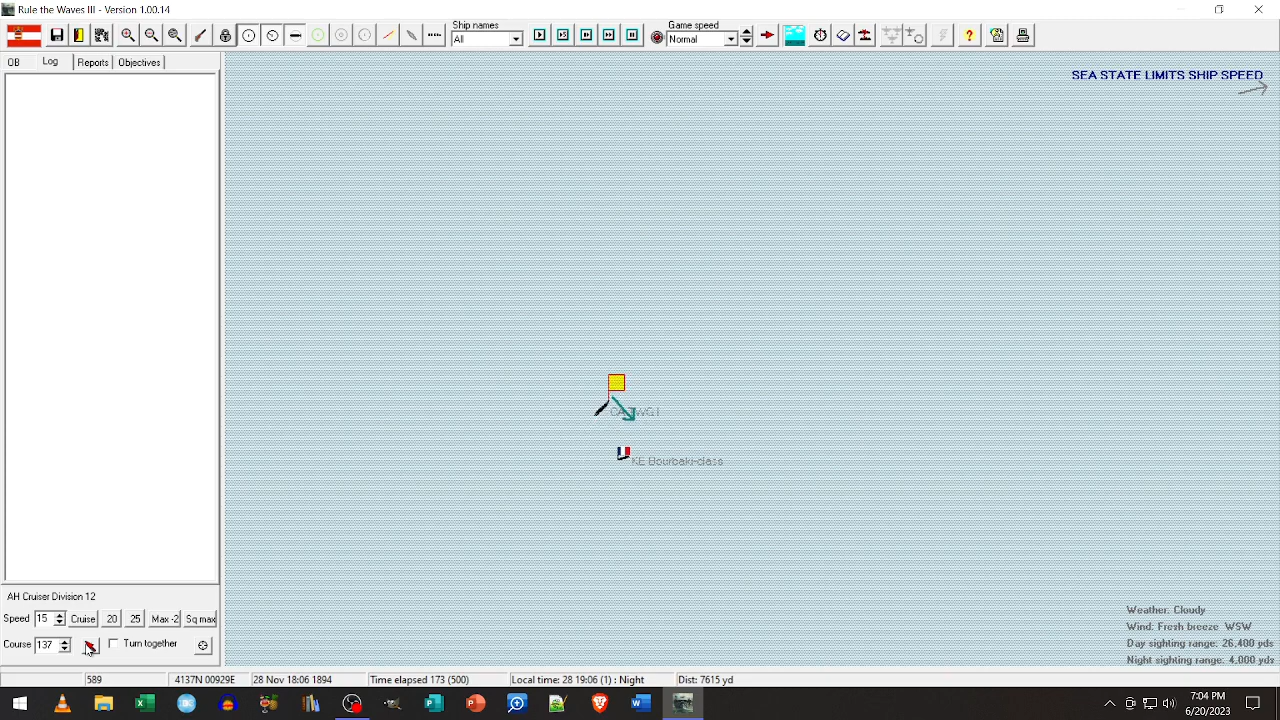 Rule the Waves III - Version 1.00.14
Ship names
All
Game speed
Normal
OB Log Reports Objectives
SEA STATE LIMITS SHIP SPEED
KE Bourbaki-class
AH Cruiser Division 12
Speed 15 Cruise 20 25 Max -2 Sq max
Course 137 Turn together
Weather: Cloudy
Wind: Fresh breeze WSW
Day sighting range: 26,400 yds
Night sighting range: 4,000 yds
589 4137N 00929E 28 Nov 18:06 1894 Time elapsed 173 (500) Local time: 28 19:06 (1) : Night Dist: 7615 yd
7:04 PM
6/20/2023